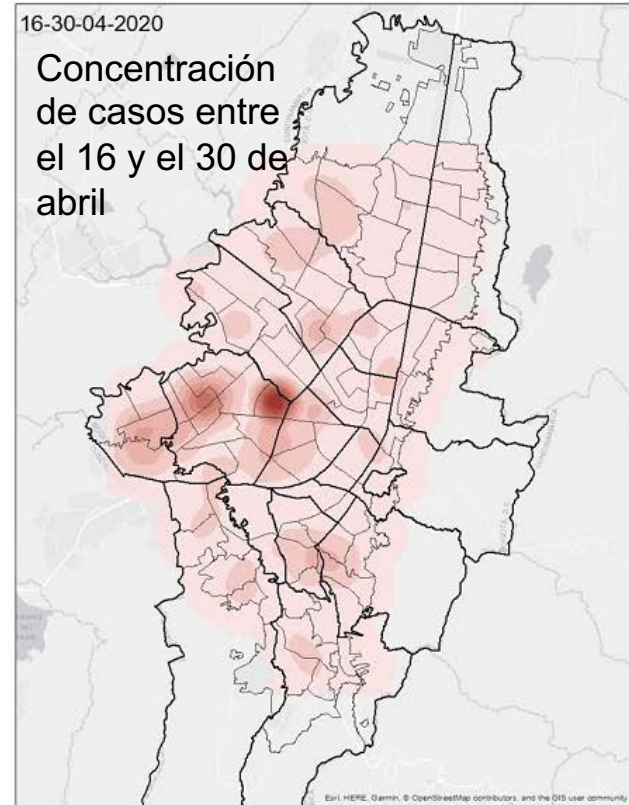 16-30-04-2020
Concentración
de casos entre
el 16 y el 30 de
abril
Esri, HERE, Garmin, © OpenStreetMap contributors, and the GIS user community